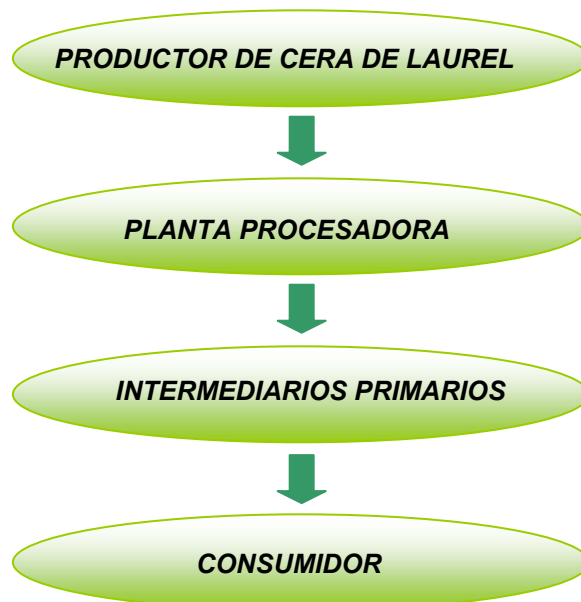 PRODUCTOR DE CERA DE LAUREL
PLANTA PROCESADORA
INTERMEDIARIOS PRIMARIOS
CONSUMIDOR